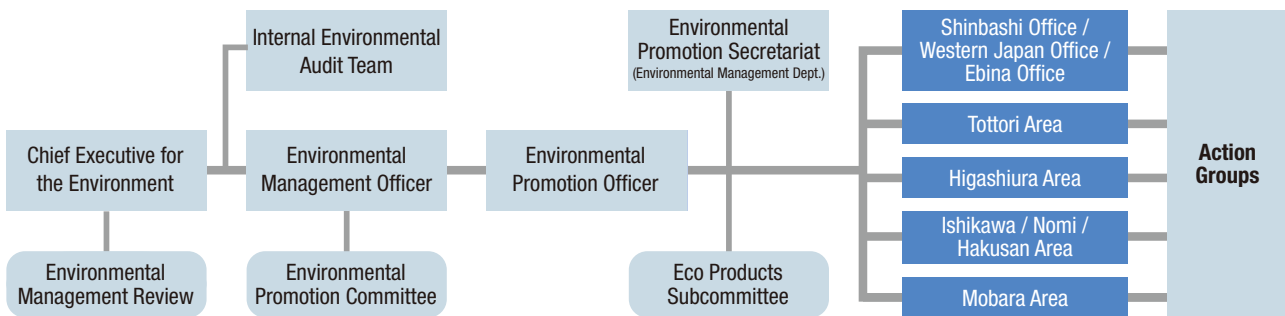 Internal Environmental
Audit Team
Environmental
Promotion Secretariat
(Environmental Management Dept.)
Shinbashi Office /
Western Japan Office /
Ebina Office
Tottori Area
Chief Executive for
the Environment
Environmental
Management Officer
Environmental
Promotion Officer
Higashiura Area
Action
Groups
Ishikawa / Nomi /
Hakusan Area
Environmental
Management Review
Environmental
Promotion Committee
Eco Products
Subcommittee
Mobara Area